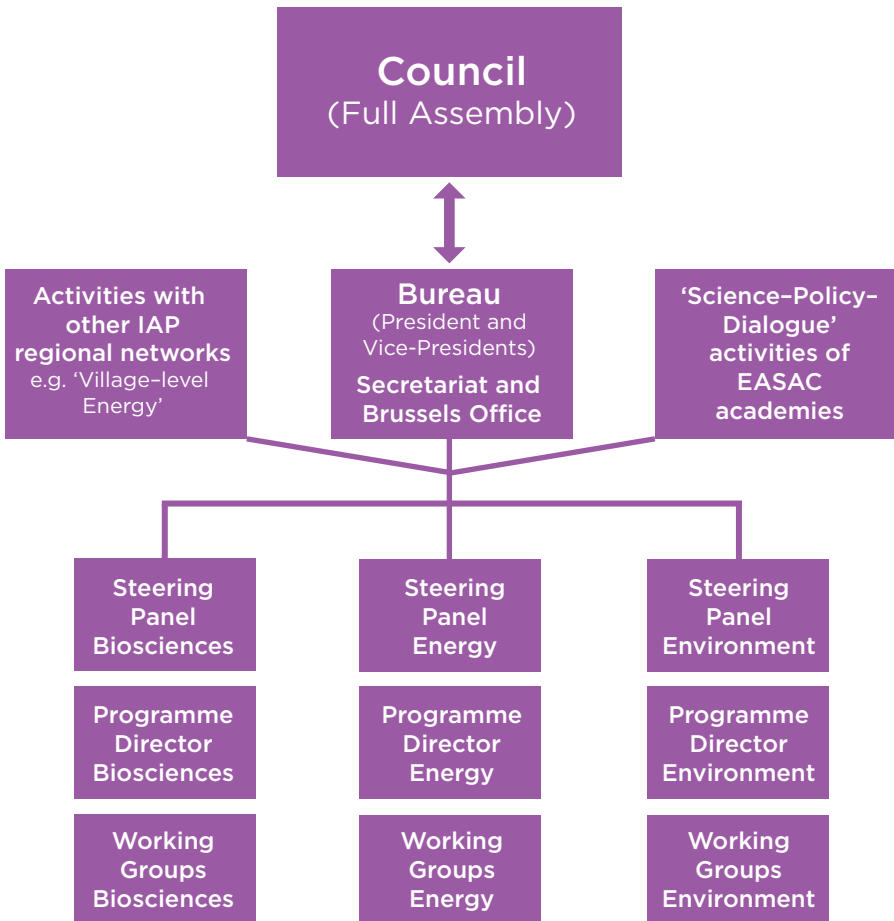 Council
(Full Assembly)
Activities with
other IAP
regional networks
e.g. ‘Village–level
Energy’
Bureau
(President and
Vice-Presidents)
Secretariat and
Brussels Office
‘Science–Policy–
Dialogue’
activities of
EASAC
academies
Steering
Panel
Biosciences
Steering
Panel
Energy
Steering
Panel
Environment
Programme
Director
Biosciences
Programme
Director
Energy
Programme
Director
Environment
Working
Groups
Biosciences
Working
Groups
Energy
Working
Groups
Environment